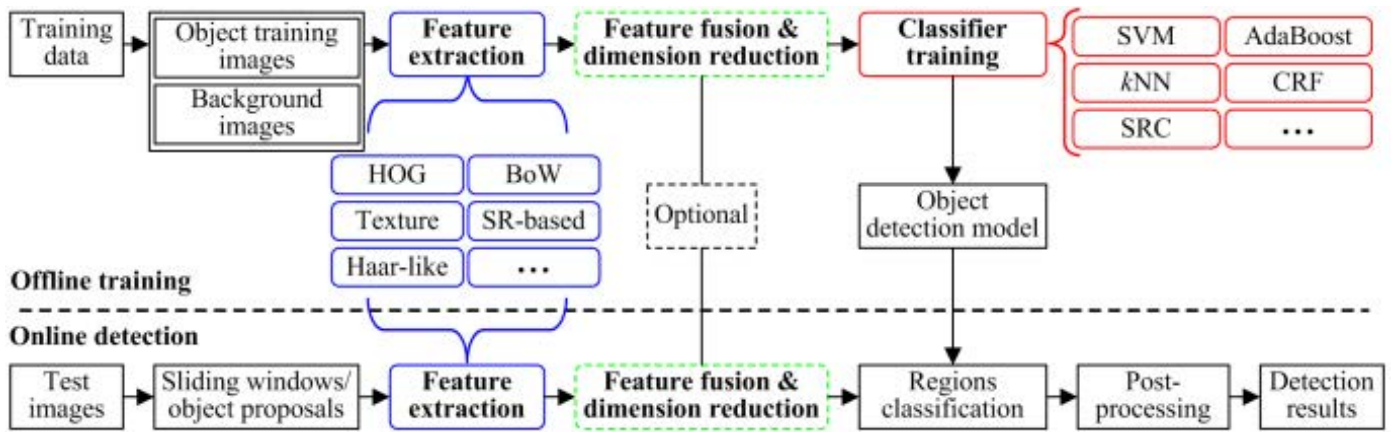 Training
data
Object training
images
Background
images
Feature
extraction
Feature fusion &
dimension reduction
Classifier
training
SVM
AdaBoost
kNN
CRF
SRC
...
HOG
BoW
Texture
SR-based
Haar-like
...
Optional
Object
detection model
Offline training
Online detection
Test
images
Sliding windows/
object proposals
Feature
extraction
Feature fusion &
dimension reduction
Regions
classification
Post-
processing
Detection
results